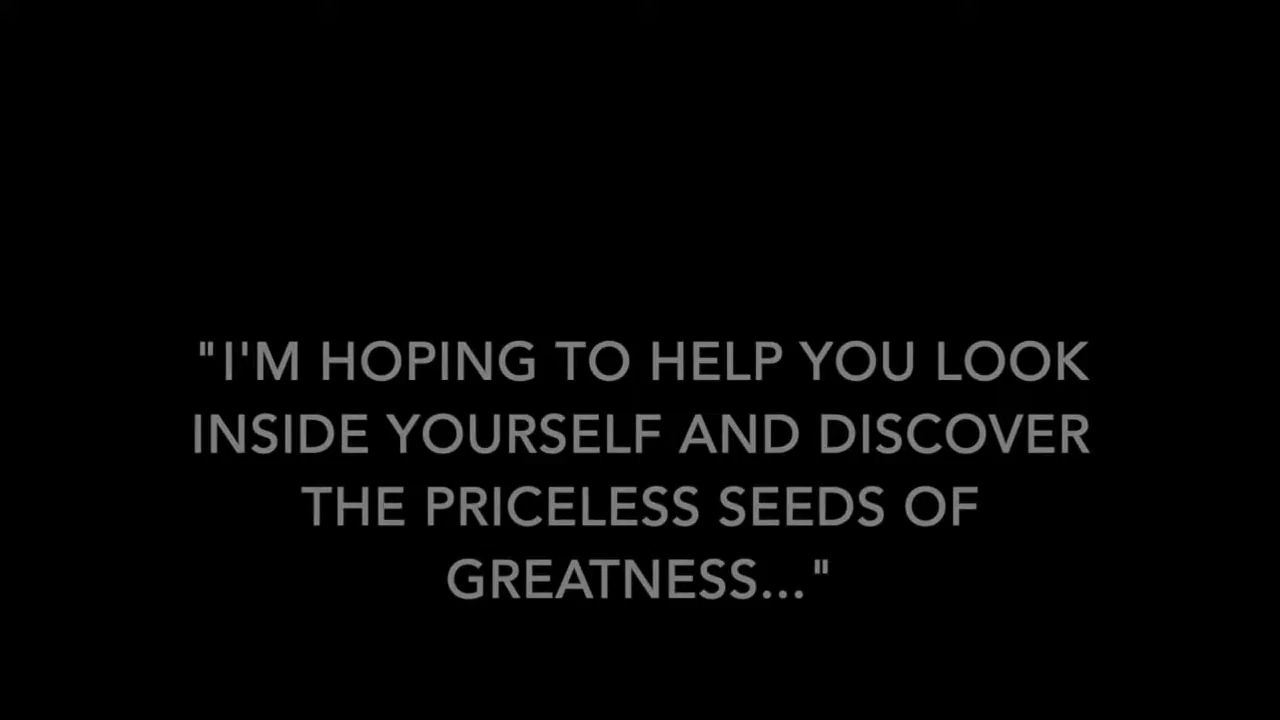 "I'M HOPING TO HELP YOU LOOK
INSIDE YOURSELF AND DISCOVER
THE PRICELESS SEEDS OF
GREATNESS..."